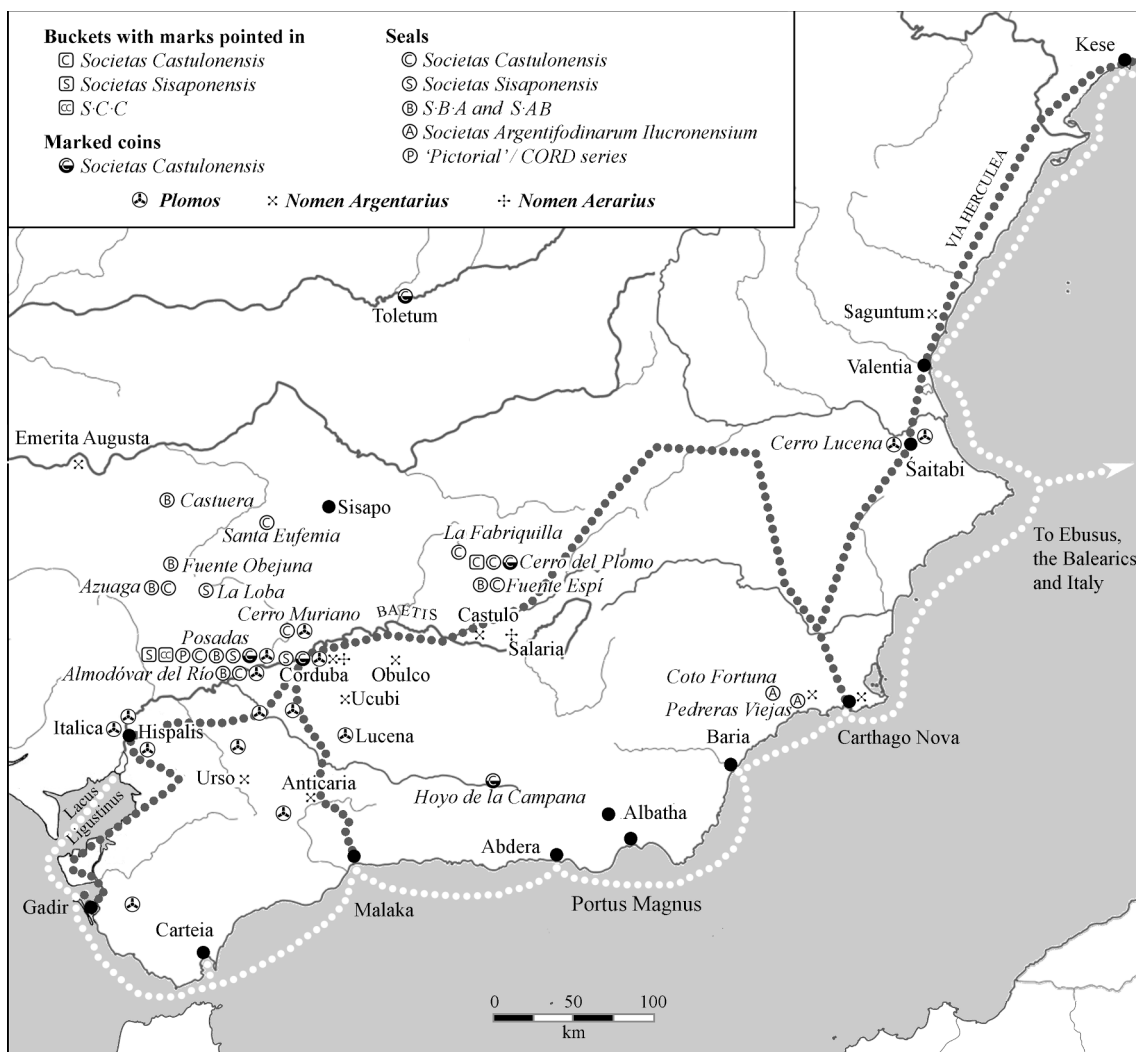 Buckets with marks pointed in
C Societas Castulonensis
S Societas Sisaponensis
CC S·C·C
Marked coins
C Societas Castulonensis
Seals
C Societas Castulonensis
S Societas Sisaponensis
B S·B·A and S·AB
A Societas Argentifodinarum Ilucronensium
P ‘Pictorial’ / CORD series
Plomos
Nomen Argentarius
Nomen Aerarius
Kese
VIA HERCULEA
C
Toletum
Saguntum
Valentia
Emerita Augusta
Cerro Lucena
Śaitabi
B Castuera
Sisapo
C
Santa Eufemia
La Fabriquilla
C
C C C Cerro del Plomo
To Ebusus,
the Balearics
and Italy
B Fuente Obejuna
Azuaga B C
S La Loba
B C Fuente Espí
Cerro Muriano
C
BAETIS
Castulo
Salaria
Posadas
S CC P C B S C
S C
Corduba
Obulco
Almodóvar del Río B C
Ucubi
Coto Fortuna
A
Pedreras Viejas A
Carthago Nova
Italica
Hispalis
Lucena
Baria
Urso
Anticaria
C
Hoyo de la Campana
Lacus
Ligustinus
Albatha
Abdera
Portus Magnus
Malaka
Gadir
Carteia
0 50 100
km